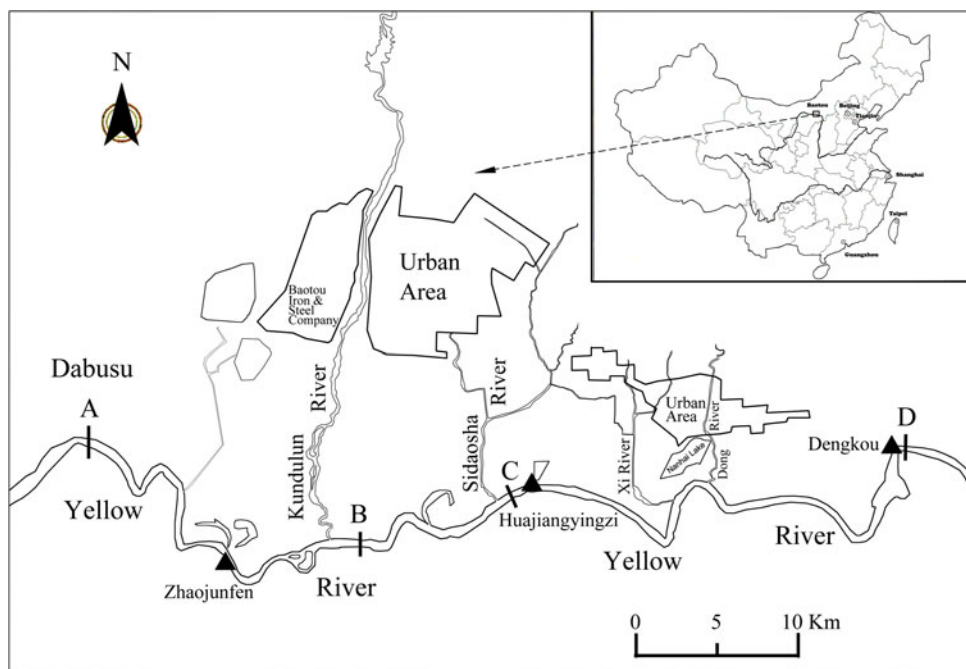 N
Baotou
Beijing
Tianjin
Shanghai
Taipei
Guangzhou
Urban
Area
Baotou
Iron &
Steel
Company
Dabusu
A
Kundulun
River
Sidaosha
River
Urban
Area
Xi River
Nanhai Lake
Dong
River
Dengkou
D
Yellow
B
C
Huajiangyingzi
Zhaojunfen
River
Yellow
River
0
5
10 Km